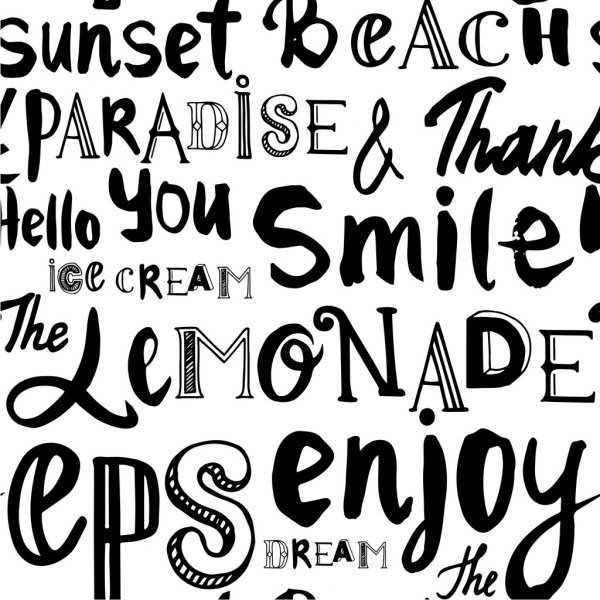 sunset BEACH
PARADISE & Thank
Hello you Smile
ice cream
The LeMONADE
eps enjoy
DREAM The